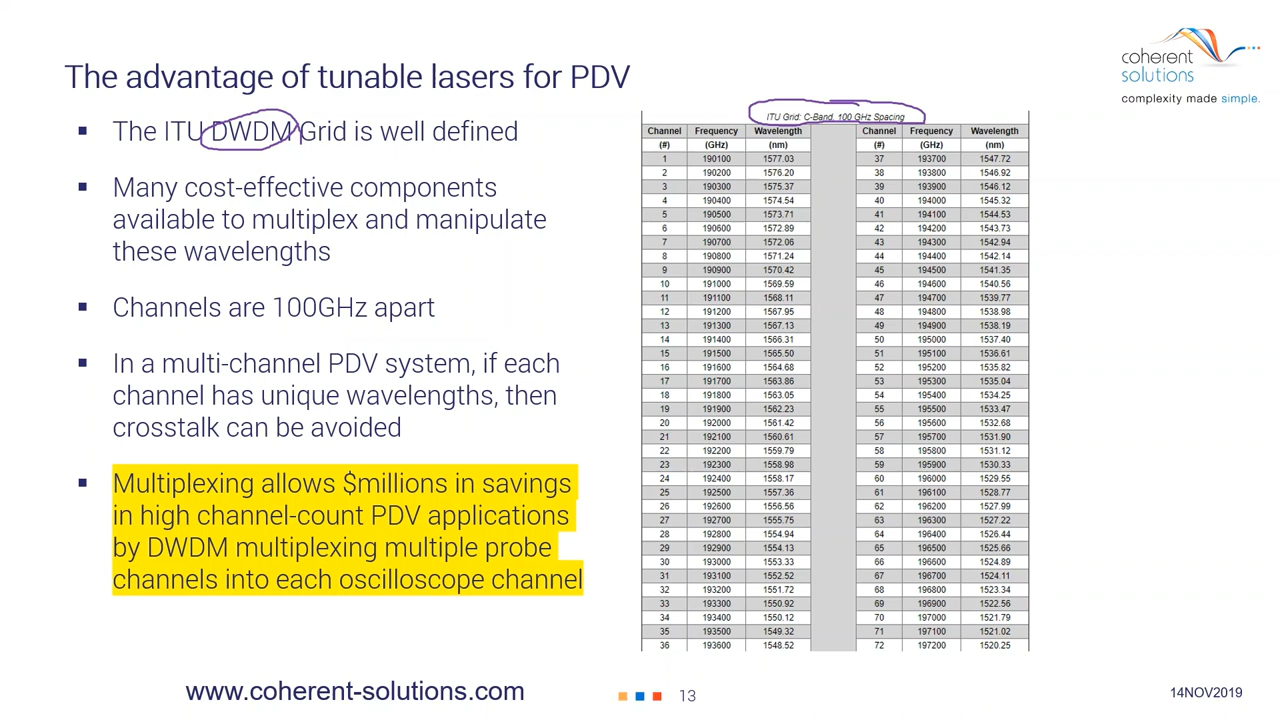 The advantage of tunable lasers for PDV
coherent
solutions
complexity made simple.
The ITU DWDM Grid is well defined
Many cost-effective components
available to multiplex and manipulate
these wavelengths
Channels are 100GHz apart
In a multi-channel PDV system, if each
channel has unique wavelengths, then
crosstalk can be avoided
Multiplexing allows $millions in savings
in high channel-count PDV applications
by DWDM multiplexing multiple probe
channels into each oscilloscope channel
ITU Grid: C-Band, 100 GHz Spacing
Channel Frequency Wavelength Channel Frequency Wavelength
(#) (GHz) (nm) (#) (GHz) (nm)
1 190100 1577.03 37 193700 1547.72
2 190200 1576.20 38 193800 1546.92
3 190300 1575.37 39 193900 1546.12
4 190400 1574.54 40 194000 1545.32
5 190500 1573.71 41 194100 1544.53
6 190600 1572.89 42 194200 1543.73
7 190700 1572.06 43 194300 1542.94
8 190800 1571.24 44 194400 1542.14
9 190900 1570.42 45 194500 1541.35
10 191000 1569.59 46 194600 1540.56
11 191100 1568.11 47 194700 1539.77
12 191200 1567.95 48 194800 1538.98
13 191300 1567.13 49 194900 1538.19
14 191400 1566.31 50 195000 1537.40
15 191500 1565.50 51 195100 1536.61
16 191600 1564.68 52 195200 1535.82
17 191700 1563.86 53 195300 1535.04
18 191800 1563.05 54 195400 1534.25
19 191900 1562.23 55 195500 1533.47
20 192000 1561.42 56 195600 1532.68
21 192100 1560.61 57 195700 1531.90
22 192200 1559.79 58 195800 1531.12
23 192300 1558.98 59 195900 1530.33
24 192400 1558.17 60 196000 1529.55
25 192500 1557.36 61 196100 1528.77
26 192600 1556.56 62 196200 1527.99
27 192700 1555.75 63 196300 1527.22
28 192800 1554.94 64 196400 1526.44
29 192900 1554.13 65 196500 1525.66
30 193000 1553.33 66 196600 1524.89
31 193100 1552.52 67 196700 1524.11
32 193200 1551.72 68 196800 1523.34
33 193300 1550.92 69 196900 1522.56
34 193400 1550.12 70 197000 1521.79
35 193500 1549.32 71 197100 1521.02
36 193600 1548.52 72 197200 1520.25
www.coherent-solutions.com
13
14NOV2019